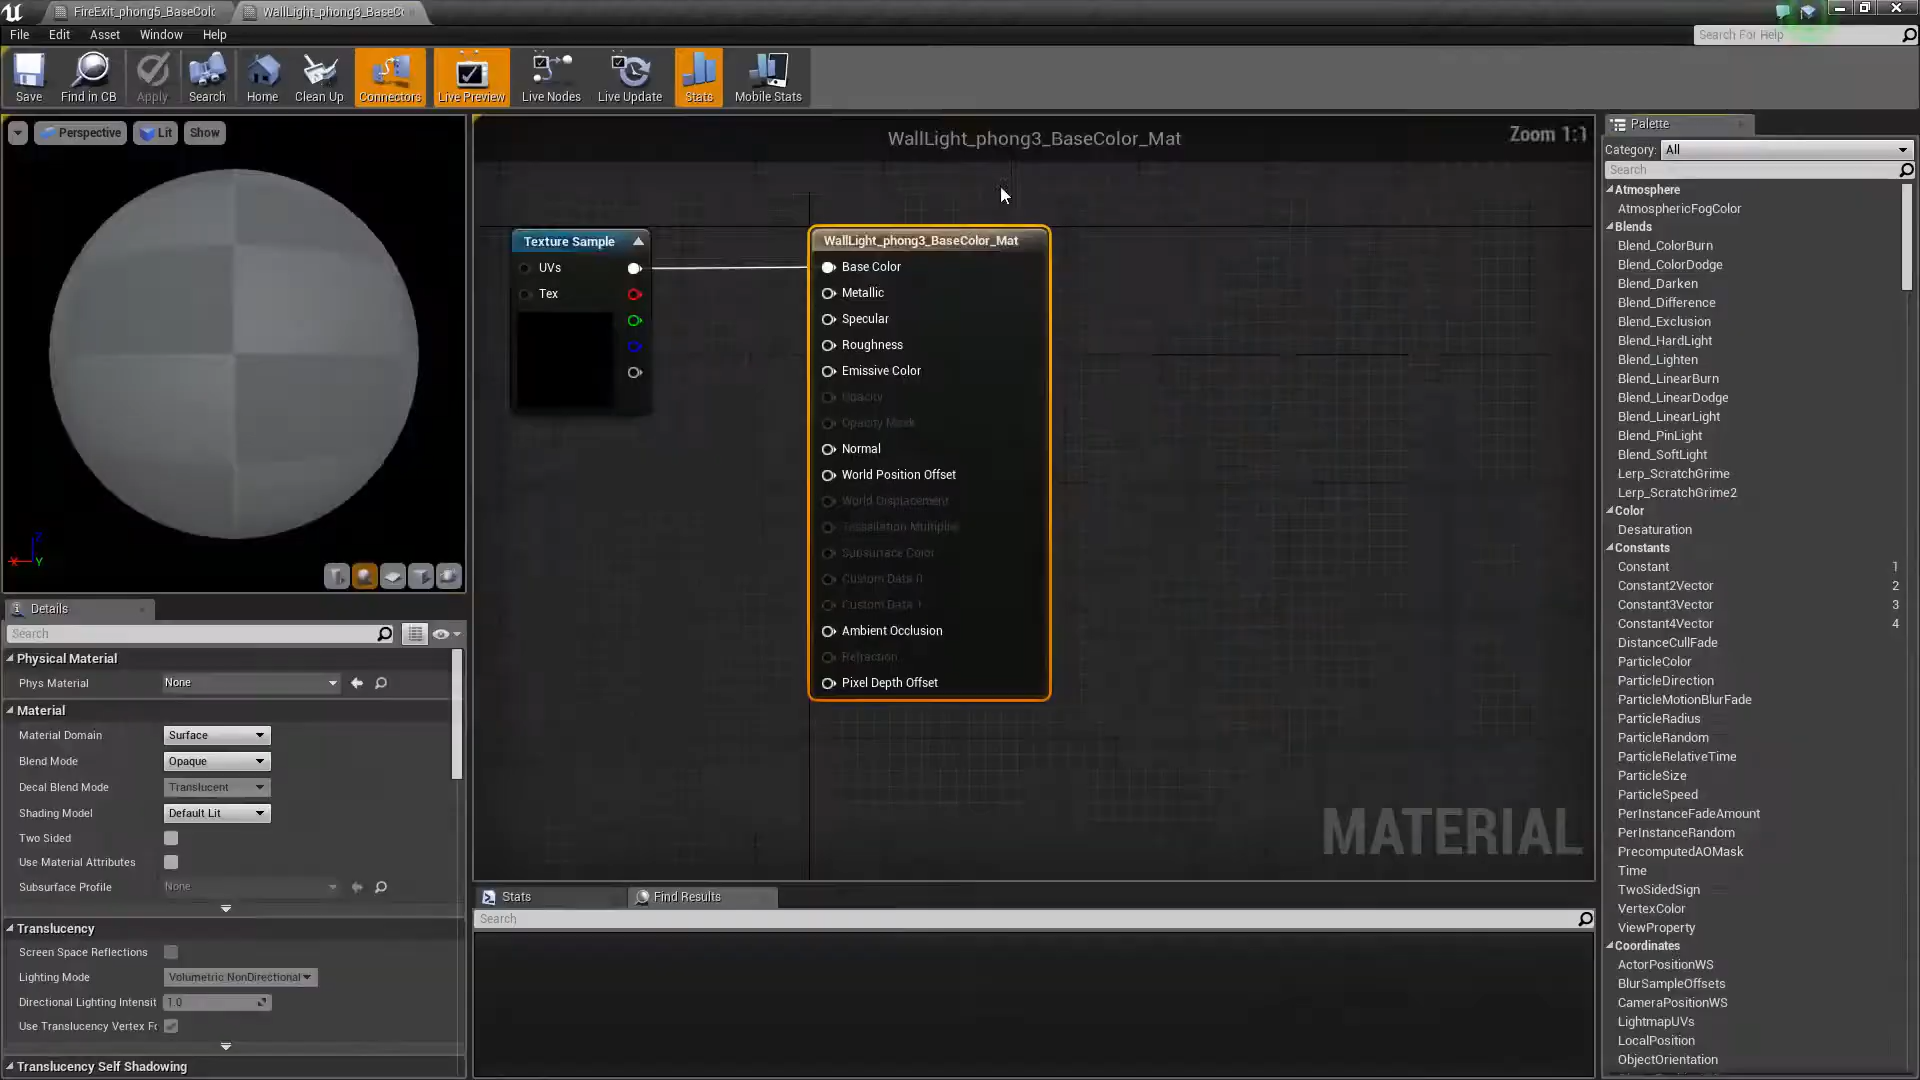 FireExit_phong5_BaseColo
WallLight_phong3_BaseCo
File Edit Asset Window Help
Search For Help
Save Find in CB Apply Search Home Clean Up Connectors Live Preview Live Nodes Live Update Stats Mobile Stats
Perspective Lit Show
WallLight_phong3_BaseColor_Mat
Zoom 1:1
Texture Sample
UVs
Tex
WallLight_phong3_BaseColor_Mat
Base Color
Metallic
Specular
Roughness
Emissive Color
Opacity
Opacity Mask
Normal
World Position Offset
World Displacement
Tessellation Multiplie
Subsurface Color
Custom Data 0
Custom Data 1
Ambient Occlusion
Refraction
Pixel Depth Offset
MATERIAL
X Y Z
Details
Search
Physical Material
Phys Material None
Material
Material Domain Surface
Blend Mode Opaque
Decal Blend Mode Translucent
Shading Model Default Lit
Two Sided
Use Material Attributes
Subsurface Profile None
Translucency
Screen Space Reflections
Lighting Mode Volumetric NonDirectional
Directional Lighting Intensit 1.0
Use Translucency Vertex Fo
Translucency Self Shadowing
Stats
Find Results
Search
Palette
Category: All
Search
Atmosphere
AtmosphericFogColor
Blends
Blend_ColorBurn
Blend_ColorDodge
Blend_Darken
Blend_Difference
Blend_Exclusion
Blend_HardLight
Blend_Lighten
Blend_LinearBurn
Blend_LinearDodge
Blend_LinearLight
Blend_PinLight
Blend_SoftLight
Lerp_ScratchGrime
Lerp_ScratchGrime2
Color
Desaturation
Constants
Constant 1
Constant2Vector 2
Constant3Vector 3
Constant4Vector 4
DistanceCullFade
ParticleColor
ParticleDirection
ParticleMotionBlurFade
ParticleRadius
ParticleRandom
ParticleRelativeTime
ParticleSize
ParticleSpeed
PerInstanceFadeAmount
PerInstanceRandom
PrecomputedAOMask
Time
TwoSidedSign
VertexColor
ViewProperty
Coordinates
ActorPositionWS
BlurSampleOffsets
CameraPositionWS
LightmapUVs
LocalPosition
ObjectOrientation